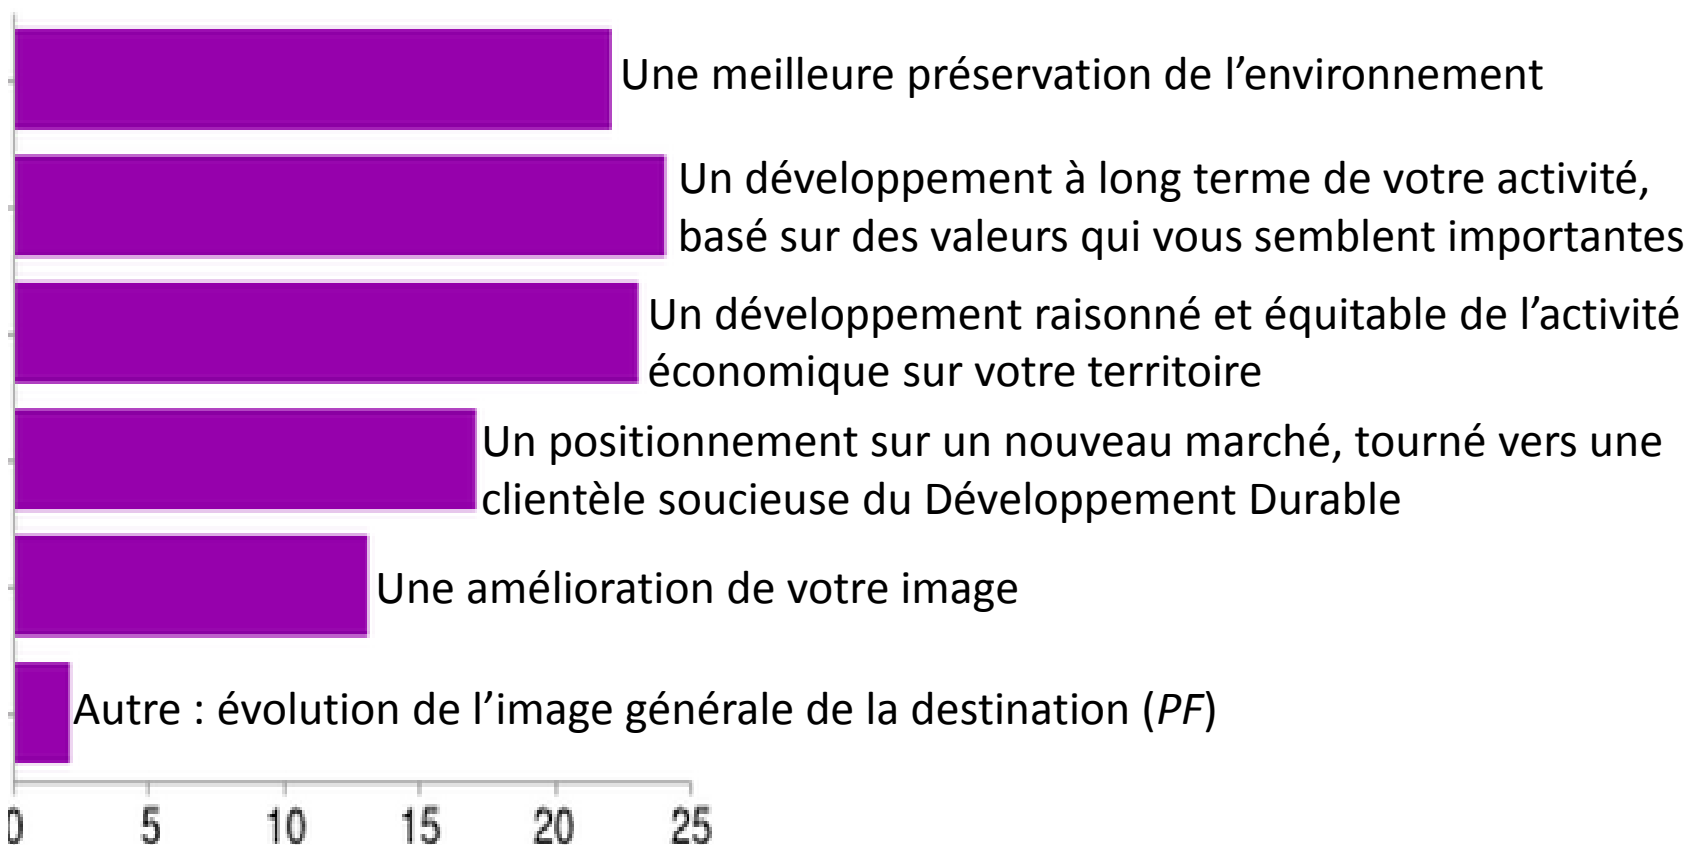 Une meilleure préservation de l’environnement
Un développement à long terme de votre activité,
basé sur des valeurs qui vous semblent importantes
Un développement raisonné et équitable de l’activité
économique sur votre territoire
Un positionnement sur un nouveau marché, tourné vers une
clientèle soucieuse du Développement Durable
Une amélioration de votre image
Autre : évolution de l’image générale de la destination (PF)
0 5 10 15 20 25